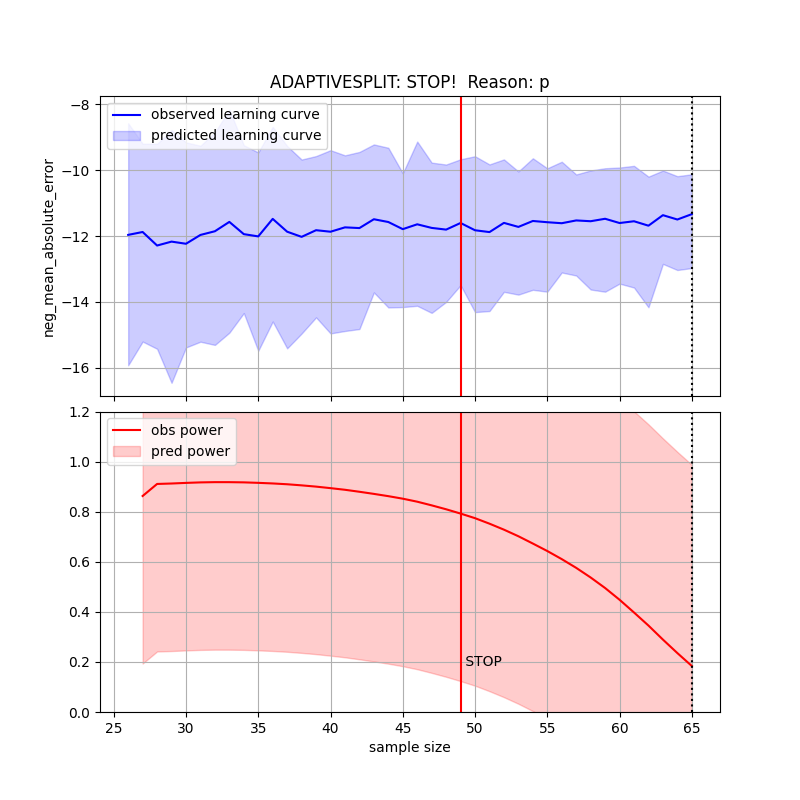 ADAPTIVESPLIT: STOP!  Reason: p
observed learning curve
predicted learning curve
neg_mean_absolute_error
−8
−10
−12
−14
−16
obs power
pred power
1.2
1.0
0.8
0.6
0.4
0.2
0.0
STOP
25 30 35 40 45 50 55 60 65
sample size